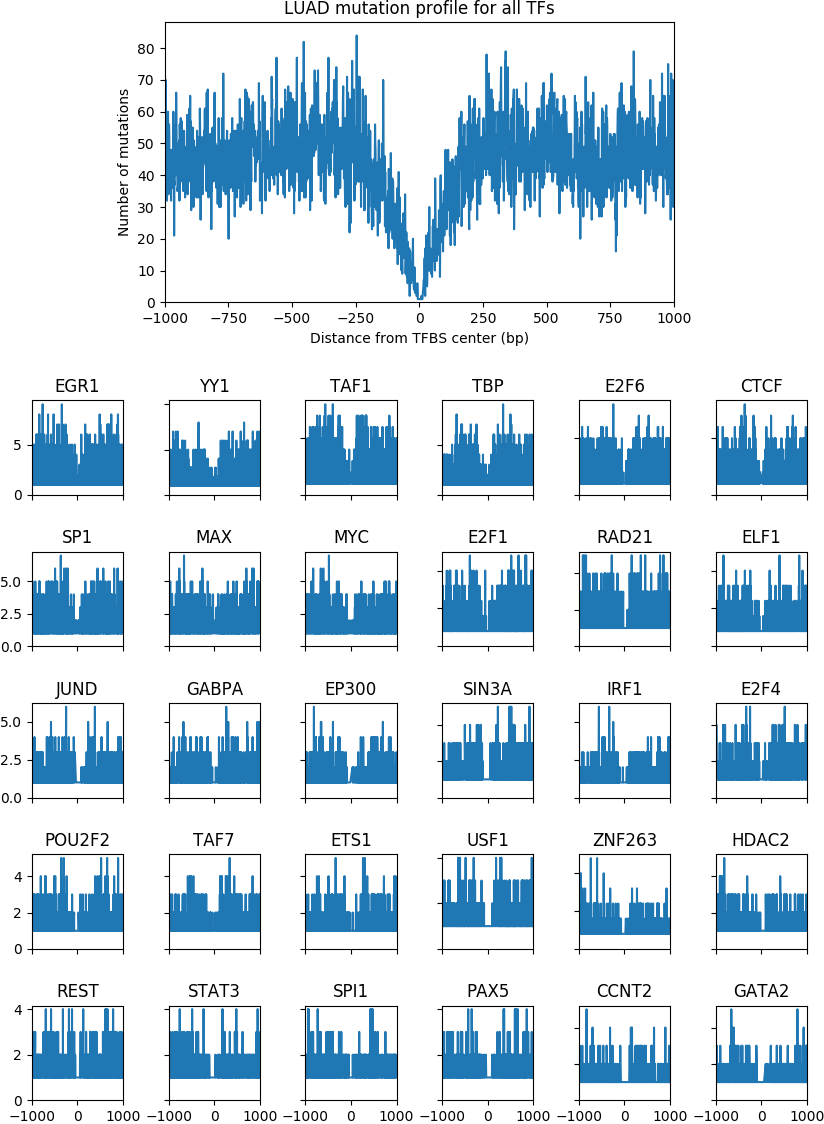 LUAD mutation profile for all TFs
80
70
60
50
40
30
20
10
0
Number of mutations
−1000 −750 −500 −250 0 250 500 750 1000
Distance from TFBS center (bp)
EGR1 YY1 TAF1 TBP E2F6 CTCF
5
0
SP1 MAX MYC E2F1 RAD21 ELF1
5.0
2.5
0.0
JUND GABPA EP300 SIN3A IRF1 E2F4
5.0
2.5
0.0
POU2F2 TAF7 ETS1 USF1 ZNF263 HDAC2
4
2
0
REST STAT3 SPI1 PAX5 CCNT2 GATA2
4
2
0
−1000 0 1000 −1000 0 1000 −1000 0 1000 −1000 0 1000 −1000 0 1000 −1000 0 1000